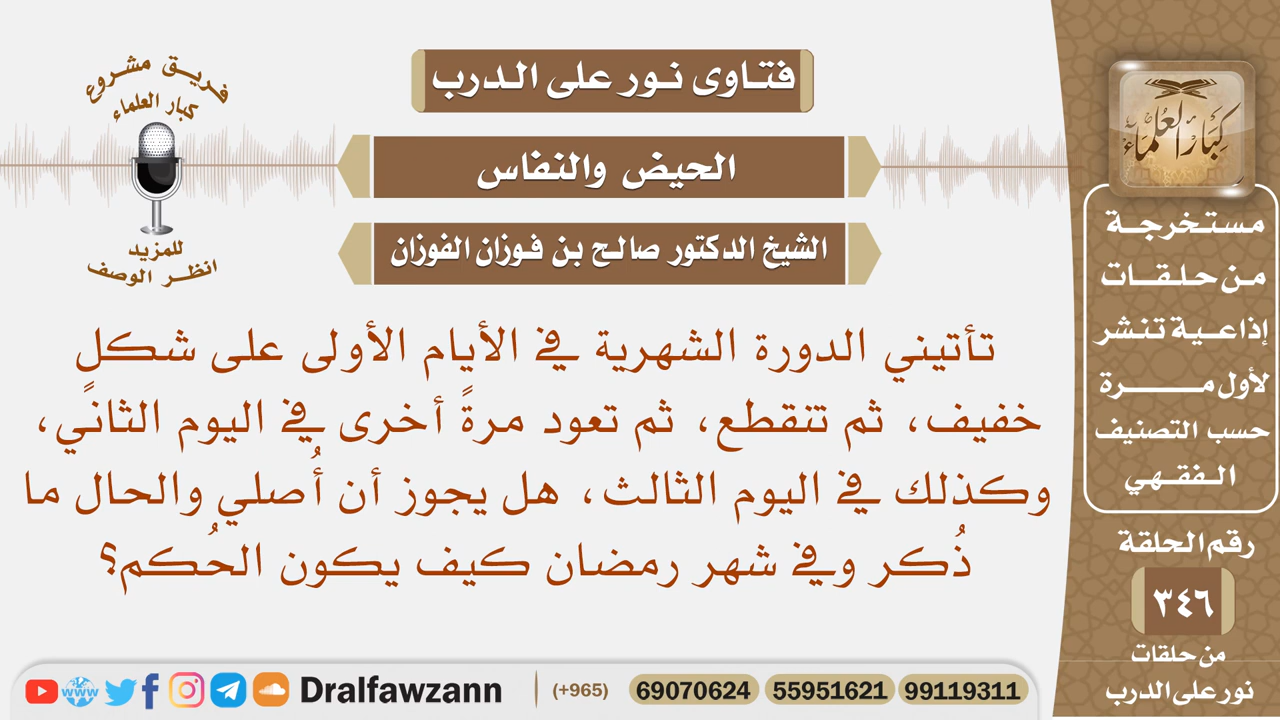 فتاوى نور على الدرب
الحيض والنفاس
الشيخ الدكتور صالح بن فوزان الفوزان
فريق مشروع
كبار العلماء
للمزيد
انظر الوصف
تأتيني الدورة الشهرية في الأيام الأولى على شكلٍ
خفيف، ثم تنقطع، ثم تعود مرةً أخرى في اليوم الثاني،
وكذلك في اليوم الثالث، هل يجوز أن أُصلي والحال ما
ذُكر وفي شهر رمضان كيف يكون الحُكم؟
كبار العلماء
مستخرجة
من حلقات
إذاعية تنشر
لأول مرة
حسب التصنيف
الفقهي
رقم الحلقة
٣٤٦
من حلقات
نور على الدرب
www
Dralfawzann
(+965)
69070624
55951621
99119311